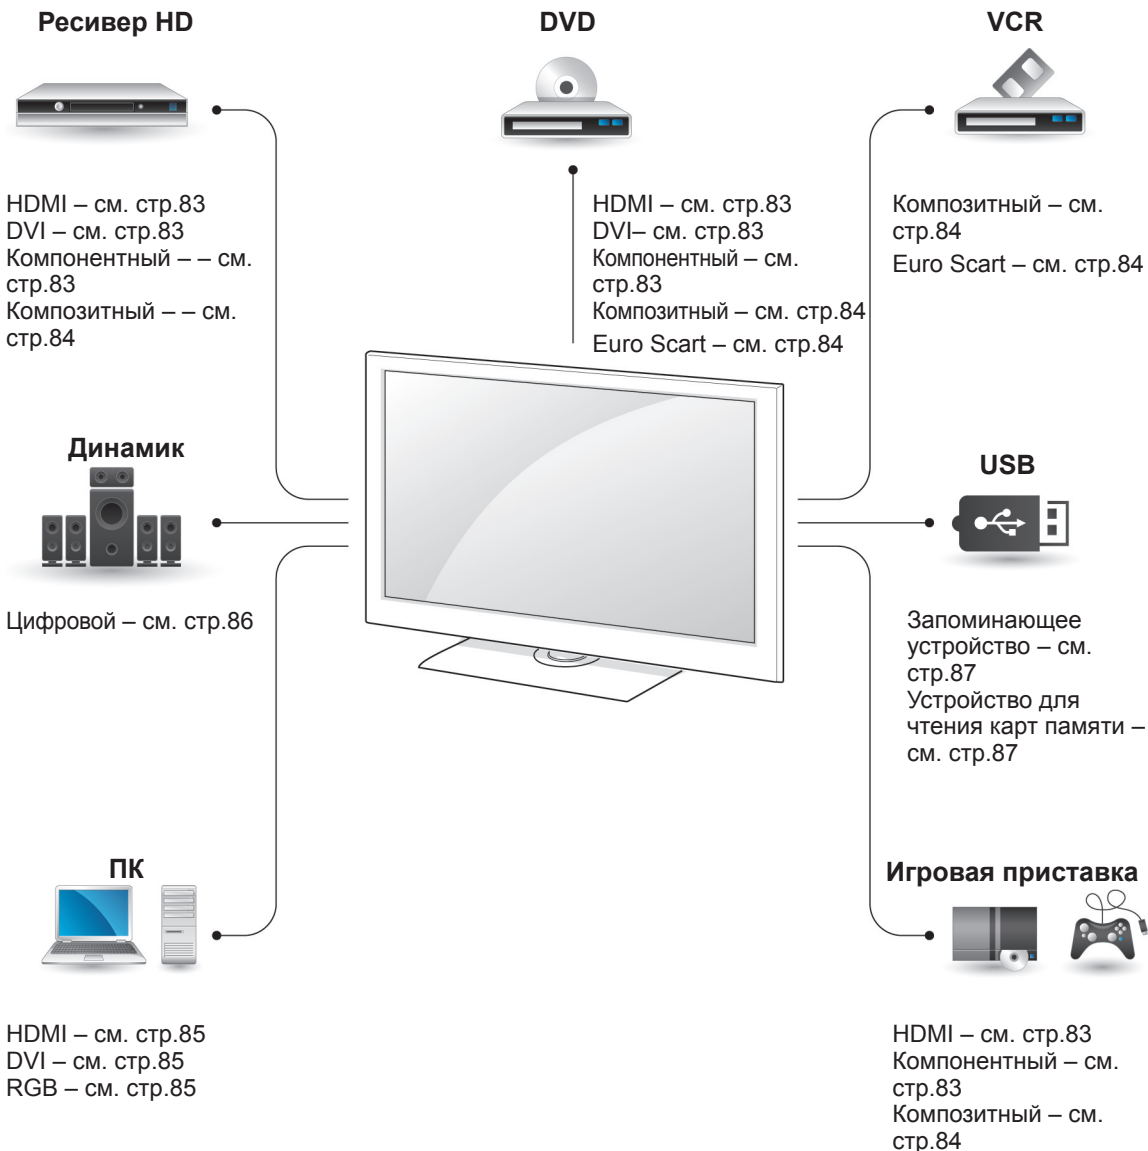 Ресивер HD
HDMI – см. стр.83
DVI – см. стр.83
Компонентный – – см.
стр.83
Композитный – – см.
стр.84
DVD
HDMI – см. стр.83
DVI– см. стр.83
Компонентный – см.
стр.83
Композитный – см. стр.84
Euro Scart – см. стр.84
VCR
Композитный – см.
стр.84
Euro Scart – см. стр.84
Динамик
Цифровой – см. стр.86
USB
Запоминающее
устройство – см.
стр.87
Устройство для
чтения карт памяти –
см. стр.87
ПК
HDMI – см. стр.85
DVI – см. стр.85
RGB – см. стр.85
Игровая приставка
HDMI – см. стр.83
Компонентный – см.
стр.83
Композитный – см.
стр.84